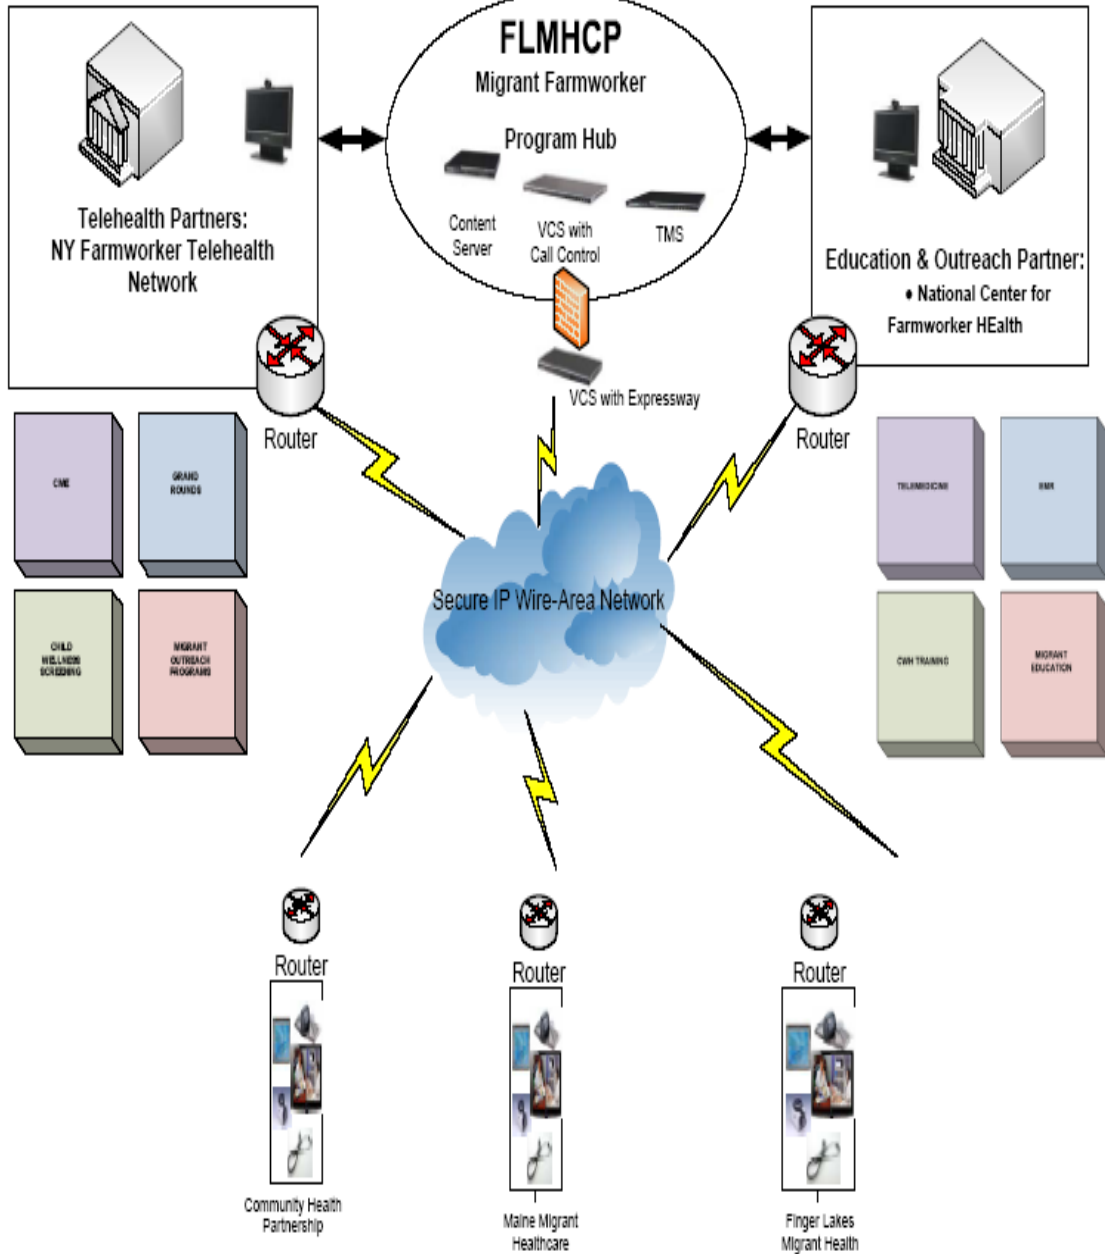 FLMHCP
Migrant Farmworker
Program Hub
Content
Server
VCS with
Call Control
TMS
Telehealth Partners:
NY Farmworker Telehealth
Network
Education & Outreach Partner:
• National Center for
Farmworker HEalth
VCS with Expressway
Router
Router
CME
GRAND
ROUNDS
TELEMEDICINE
EMR
Secure IP Wire-Area Network
CHILD
WELLNESS
SCREENING
MIGRANT
OUTREACH
PROGRAMS
CWH TRAINING
MIGRANT
EDUCATION
Router
Router
Router
Community Health
Partnership
Maine Migrant
Healthcare
Finger Lakes
Migrant Health